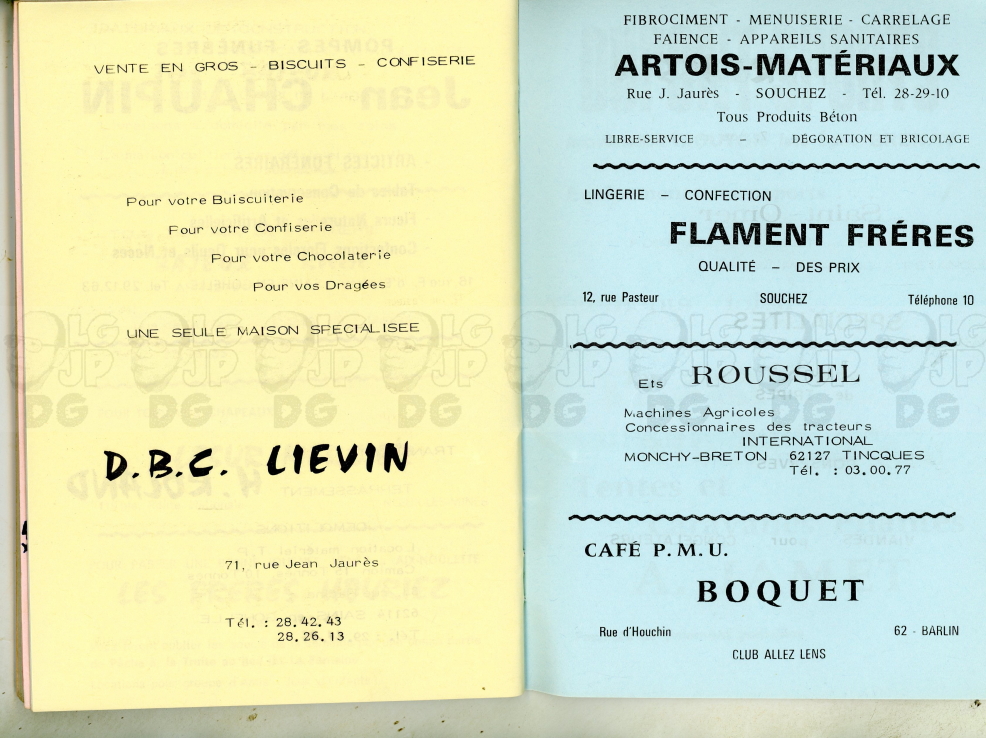 VENTE EN GROS - BISCUITS - CONFISERIE
Pour votre Buiscuiterie
Pour votre Confiserie
Pour votre Chocolaterie
Pour vos Dragées
UNE SEULE MAISON SPECIALISEE
D.B.C. LIEVIN
71, rue Jean Jaurès
Tél. : 28.42.43
28.26.13
FIBROCIMENT - MENUISERIE - CARRELAGE
FAIENCE - APPAREILS SANITAIRES
ARTOIS-MATÉRIAUX
Rue J. Jaurès - SOUCHEZ - Tél. 28-29-10
Tous Produits Béton
LIBRE-SERVICE – DÉGORATION ET BRICOLAGE
LINGERIE – CONFECTION
FLAMENT FRÉRES
QUALITÉ – DES PRIX
12, rue Pasteur SOUCHEZ Téléphone 10
Ets ROUSSEL
Machines Agricoles
Concessionnaires des tracteurs
INTERNATIONAL
MONCHY-BRETON 62127 TINCQUES
Tél. : 03.00.77
CAFÉ P.M.U.
BOQUET
Rue d'Houchin 62 - BARLIN
CLUB ALLEZ LENS
LG JP DG